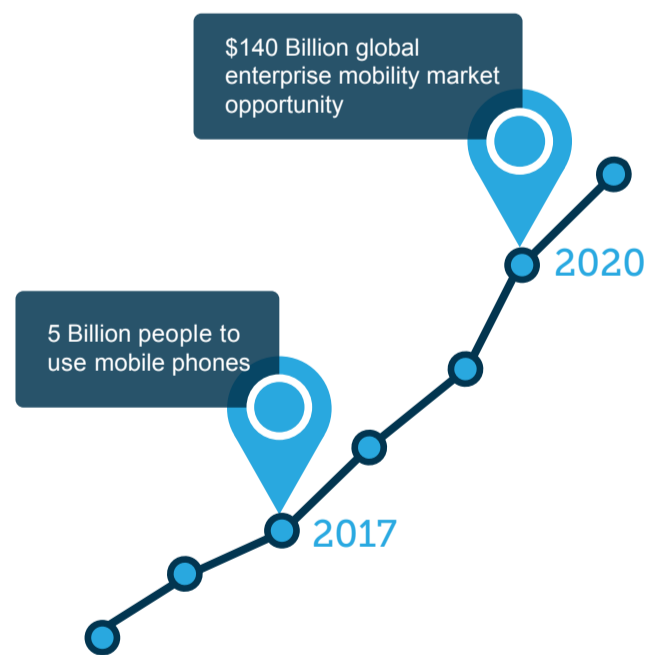 $140 Billion global
enterprise mobility market
opportunity
2020
5 Billion people to
use mobile phones
2017